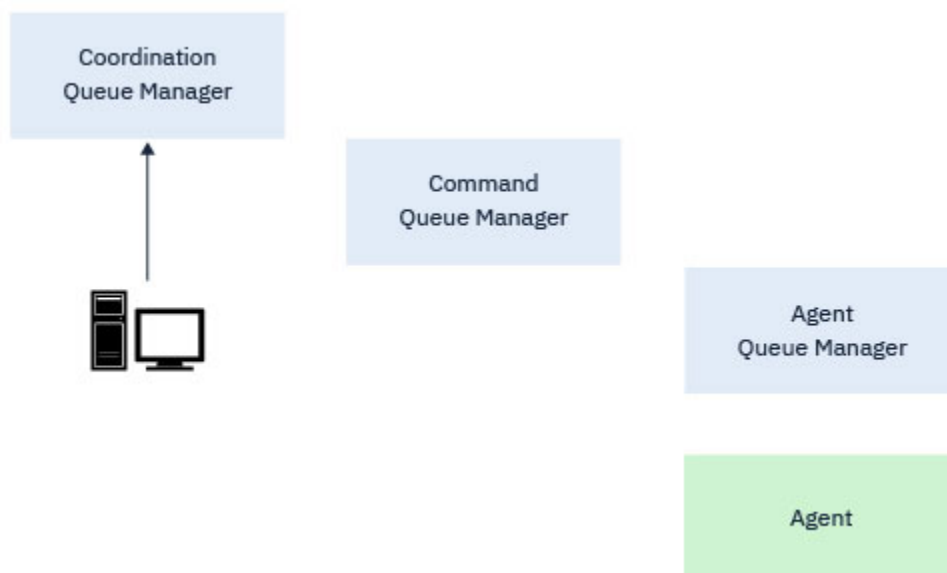 Coordination
Queue Manager
Command
Queue Manager
Agent
Queue Manager
Agent